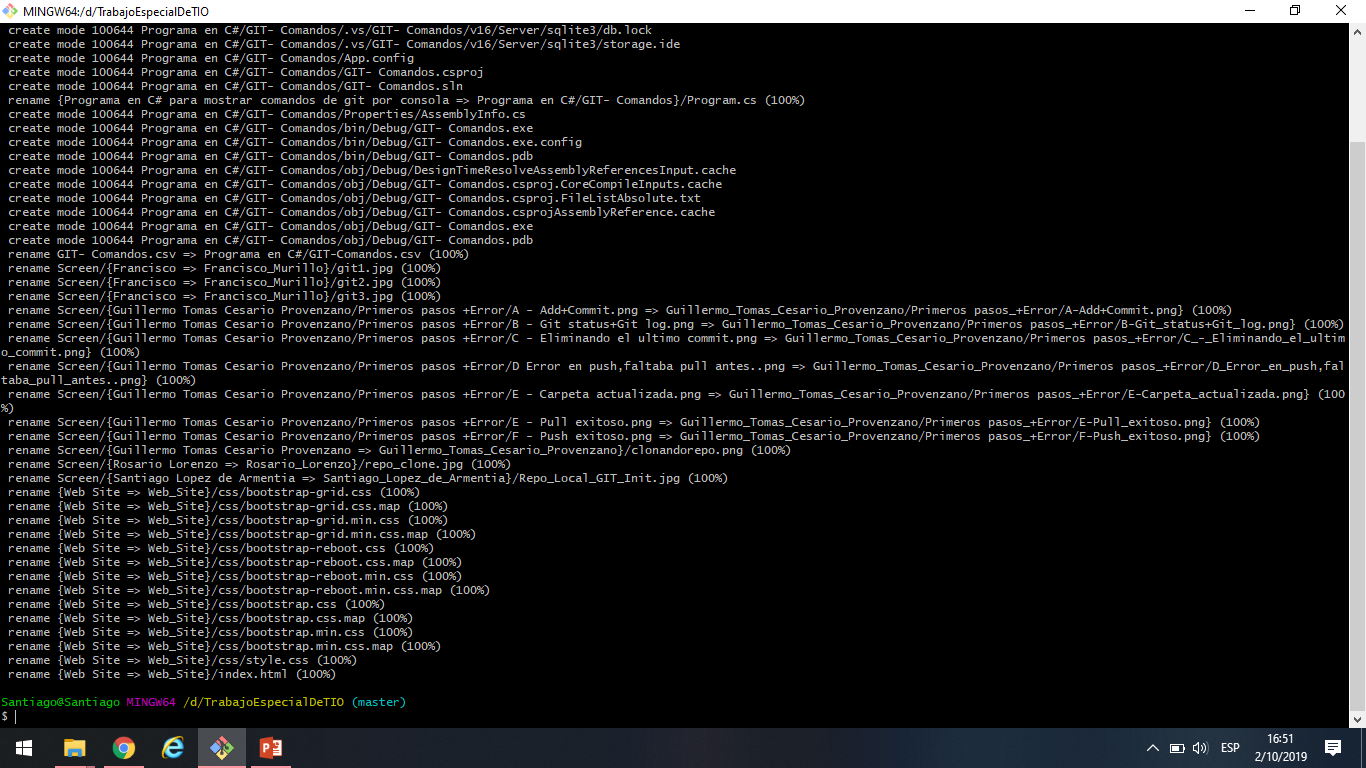 MINGW64:/d/TrabajoEspecialDeTIO
create mode 100644 Programa en C#/GIT- Comandos/.vs/GIT- Comandos/v16/Server/sqlite3/db.lock
create mode 100644 Programa en C#/GIT- Comandos/.vs/GIT- Comandos/v16/Server/sqlite3/storage.ide
create mode 100644 Programa en C#/GIT- Comandos/App.config
create mode 100644 Programa en C#/GIT- Comandos/GIT- Comandos.csproj
create mode 100644 Programa en C#/GIT- Comandos/GIT- Comandos.sln
rename {Programa en C# para mostrar comandos de git por consola => Programa en C#/GIT- Comandos}/Program.cs (100%)
create mode 100644 Programa en C#/GIT- Comandos/Properties/AssemblyInfo.cs
create mode 100644 Programa en C#/GIT- Comandos/bin/Debug/GIT- Comandos.exe
create mode 100644 Programa en C#/GIT- Comandos/bin/Debug/GIT- Comandos.exe.config
create mode 100644 Programa en C#/GIT- Comandos/bin/Debug/GIT- Comandos.pdb
create mode 100644 Programa en C#/GIT- Comandos/obj/Debug/DesignTimeResolveAssemblyReferencesInput.cache
create mode 100644 Programa en C#/GIT- Comandos/obj/Debug/GIT- Comandos.csproj.CoreCompileInputs.cache
create mode 100644 Programa en C#/GIT- Comandos/obj/Debug/GIT- Comandos.csproj.FileListAbsolute.txt
create mode 100644 Programa en C#/GIT- Comandos/obj/Debug/GIT- Comandos.csprojAssemblyReference.cache
create mode 100644 Programa en C#/GIT- Comandos/obj/Debug/GIT- Comandos.exe
create mode 100644 Programa en C#/GIT- Comandos/obj/Debug/GIT- Comandos.pdb
rename GIT- Comandos.csv => Programa en C#/GIT-Comandos.csv (100%)
rename Screen/{Francisco => Francisco_Murillo}/git1.jpg (100%)
rename Screen/{Francisco => Francisco_Murillo}/git2.jpg (100%)
rename Screen/{Francisco => Francisco_Murillo}/git3.jpg (100%)
rename Screen/{Guillermo Tomas Cesario Provenzano/Primeros pasos +Error/A - Add+Commit.png => Guillermo_Tomas_Cesario_Provenzano/Primeros pasos_+Error/A-Add+Commit.png} (100%)
rename Screen/{Guillermo Tomas Cesario Provenzano/Primeros pasos +Error/B - Git status+Git log.png => Guillermo_Tomas_Cesario_Provenzano/Primeros pasos_+Error/B-Git_status+Git_log.png} (100%)
rename Screen/{Guillermo Tomas Cesario Provenzano/Primeros pasos +Error/C - Eliminando el ultimo commit.png => Guillermo_Tomas_Cesario_Provenzano/Primeros pasos_+Error/C_-_Eliminando_el_ultim
o_commit.png} (100%)
rename Screen/{Guillermo Tomas Cesario Provenzano/Primeros pasos +Error/D Error en push,faltaba pull antes..png => Guillermo_Tomas_Cesario_Provenzano/Primeros pasos_+Error/D_Error_en_push,fal
taba_pull_antes..png} (100%)
rename Screen/{Guillermo Tomas Cesario Provenzano/Primeros pasos +Error/E - Carpeta actualizada.png => Guillermo_Tomas_Cesario_Provenzano/Primeros pasos_+Error/E-Carpeta_actualizada.png} (100
%)
rename Screen/{Guillermo Tomas Cesario Provenzano/Primeros pasos +Error/E - Pull exitoso.png => Guillermo_Tomas_Cesario_Provenzano/Primeros pasos_+Error/E-Pull_exitoso.png} (100%)
rename Screen/{Guillermo Tomas Cesario Provenzano/Primeros pasos +Error/F - Push exitoso.png => Guillermo_Tomas_Cesario_Provenzano/Primeros pasos_+Error/F-Push_exitoso.png} (100%)
rename Screen/{Guillermo Tomas Cesario Provenzano => Guillermo_Tomas_Cesario_Provenzano}/clonandorepo.png (100%)
rename Screen/{Rosario Lorenzo => Rosario_Lorenzo}/repo_clone.jpg (100%)
rename Screen/{Santiago Lopez de Armentia => Santiago_Lopez_de_Armentia}/Repo_Local_GIT_Init.jpg (100%)
rename {Web Site => Web_Site}/css/bootstrap-grid.css (100%)
rename {Web Site => Web_Site}/css/bootstrap-grid.css.map (100%)
rename {Web Site => Web_Site}/css/bootstrap-grid.min.css (100%)
rename {Web Site => Web_Site}/css/bootstrap-grid.min.css.map (100%)
rename {Web Site => Web_Site}/css/bootstrap-reboot.css (100%)
rename {Web Site => Web_Site}/css/bootstrap-reboot.css.map (100%)
rename {Web Site => Web_Site}/css/bootstrap-reboot.min.css (100%)
rename {Web Site => Web_Site}/css/bootstrap-reboot.min.css.map (100%)
rename {Web Site => Web_Site}/css/bootstrap.css (100%)
rename {Web Site => Web_Site}/css/bootstrap.css.map (100%)
rename {Web Site => Web_Site}/css/bootstrap.min.css (100%)
rename {Web Site => Web_Site}/css/bootstrap.min.css.map (100%)
rename {Web Site => Web_Site}/css/style.css (100%)
rename {Web Site => Web_Site}/index.html (100%)
Santiago@Santiago MINGW64 /d/TrabajoEspecialDeTIO (master)
$
ESP
16:51
2/10/2019